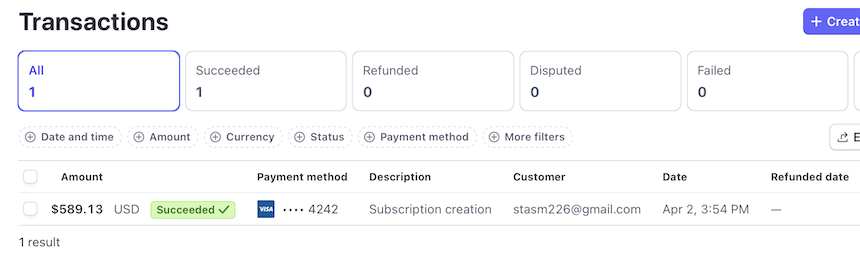 Transactions
+ Creat
All
1
Succeeded
1
Refunded
0
Disputed
0
Failed
0
Date and time
Amount
Currency
Status
Payment method
More filters
E
Amount Payment method Description Customer Date Refunded date
$589.13 USD Succeeded ✓ VISA •••• 4242 Subscription creation stasm226@gmail.com Apr 2, 3:54 PM —
1 result